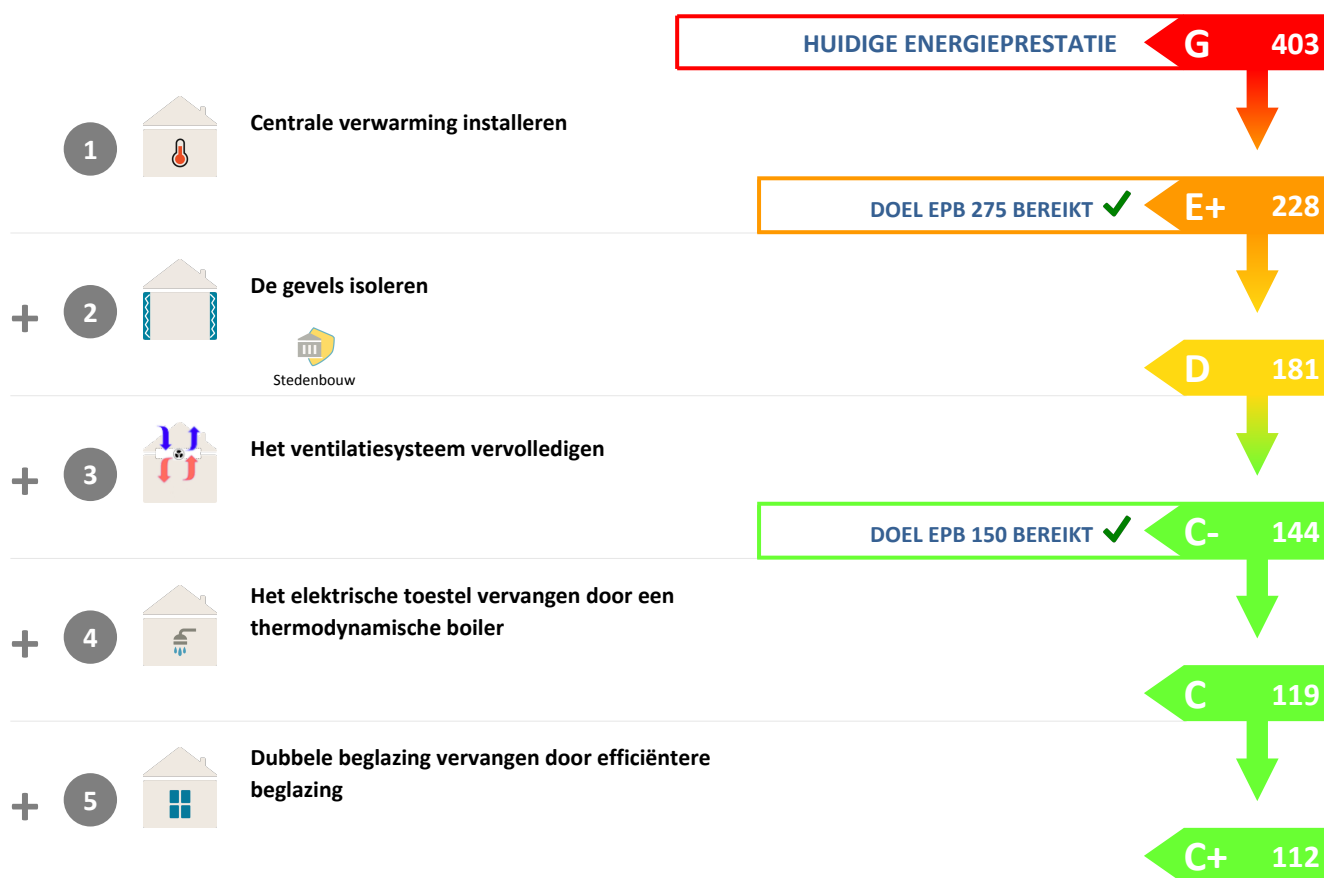 HUIDIGE ENERGIEPRESTATIE G 403
1 Centrale verwarming installeren
DOEL EPB 275 BEREIKT ✓ E+ 228
+ 2 De gevels isoleren
Stedenbouw
D 181
+ 3 Het ventilatiesysteem vervolledigen
DOEL EPB 150 BEREIKT ✓ C- 144
+ 4 Het elektrische toestel vervangen door een
thermodynamische boiler
C 119
+ 5 Dubbele beglazing vervangen door efficiëntere
beglazing
C+ 112